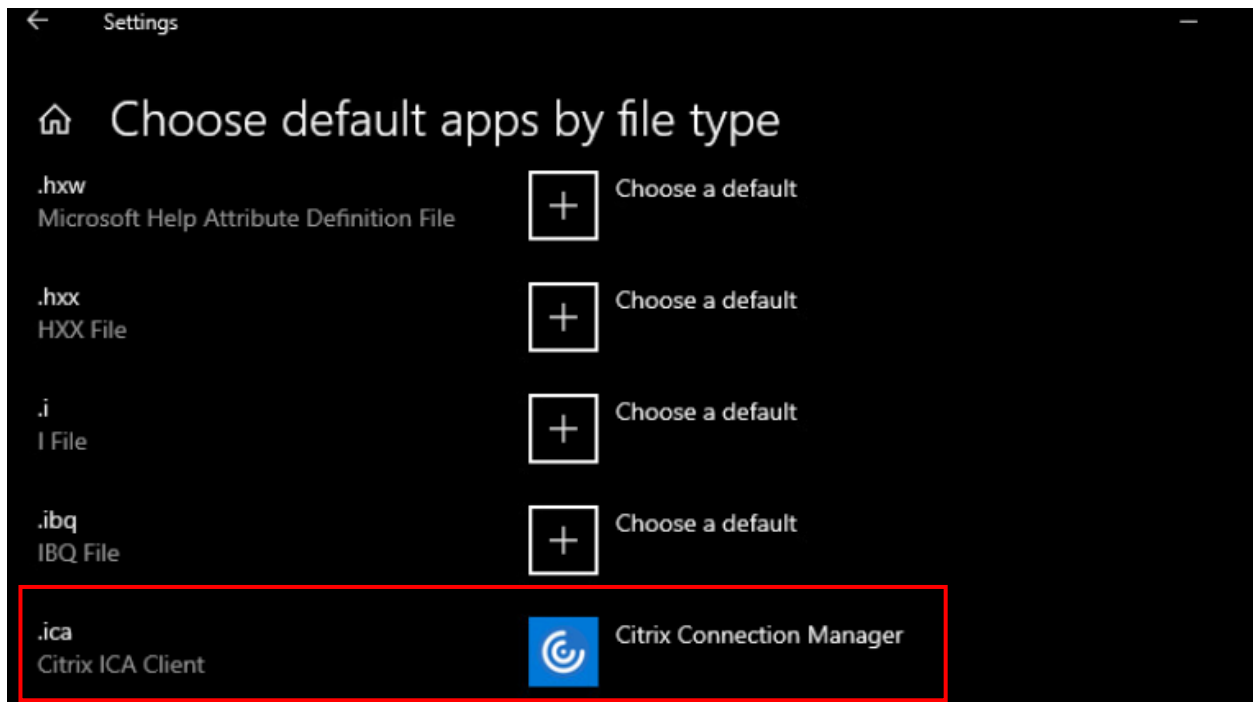 Settings
Choose default apps by file type
.hxw
Microsoft Help Attribute Definition File
Choose a default
.hxx
HXX File
Choose a default
.i
I File
Choose a default
.ibq
IBQ File
Choose a default
.ica
Citrix ICA Client
Citrix Connection Manager